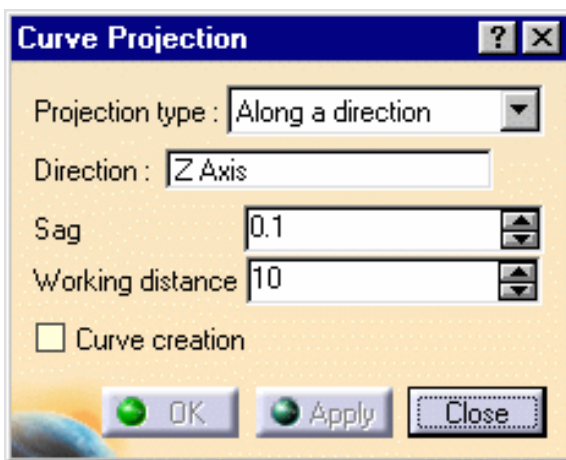 Curve Projection ? X
Projection type : Along a direction
Direction : Z Axis
Sag 0.1
Working distance 10
Curve creation
OK Apply Close